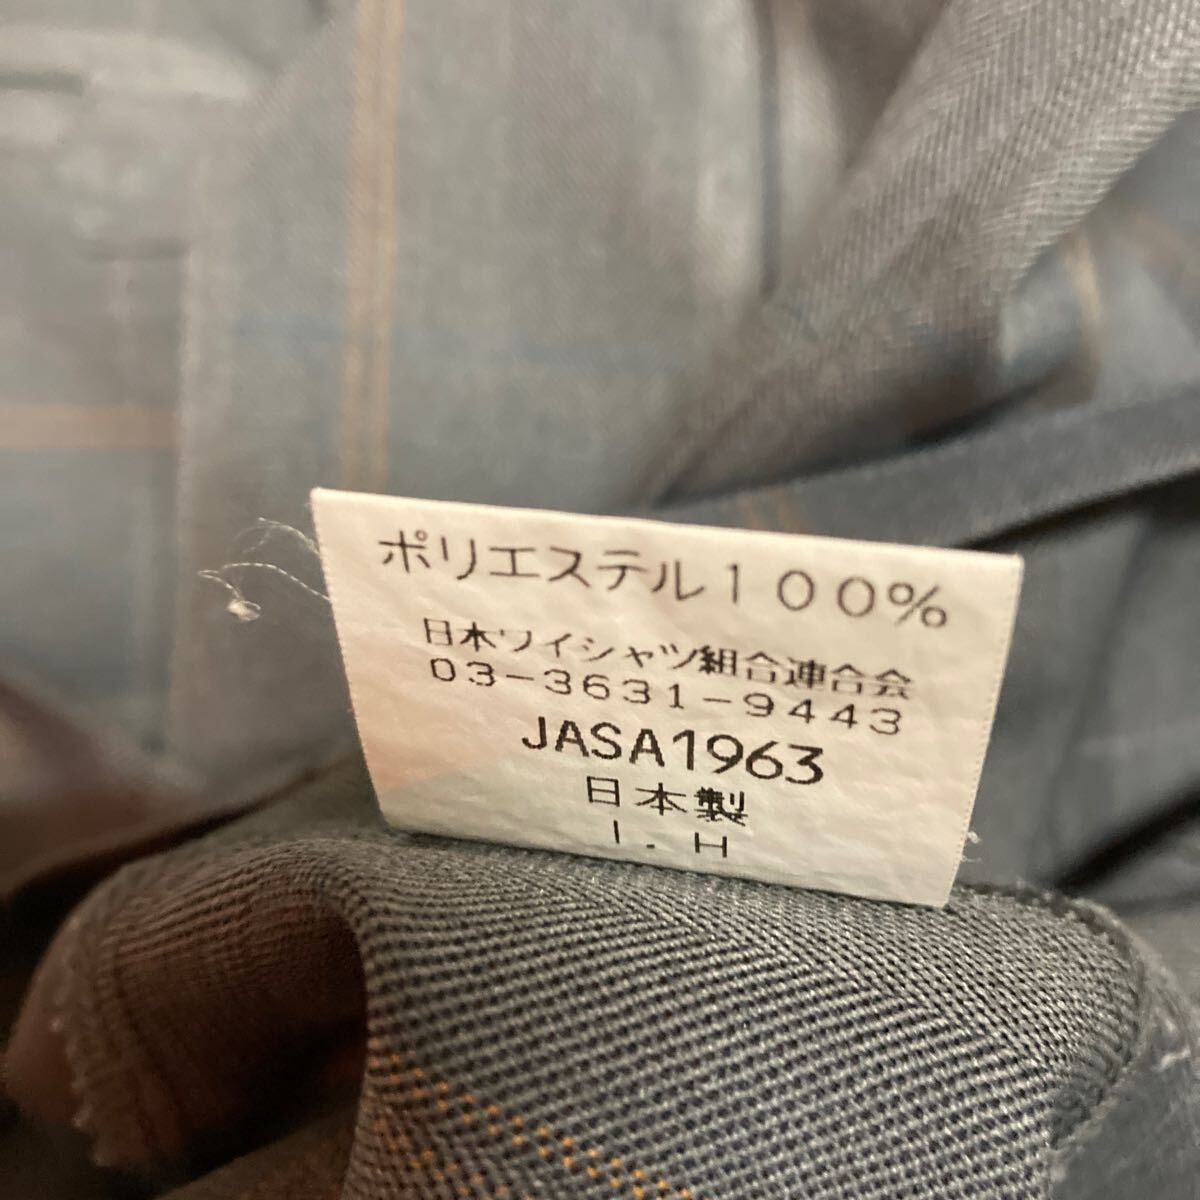 ポリエステル100%
日本ワイシャツ組合連合会
03-3631-9443
JASA1963
日本製
I.H